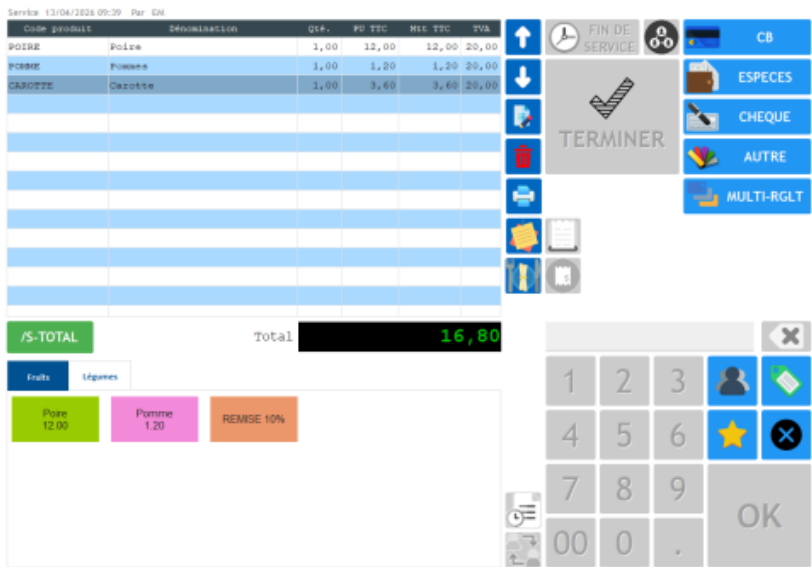 Service 13/04/2026 09:39 Par EM.
Code produit Dénomination Qté. PU TTC Mtt TTC TVA
POIRE Poire 1,00 12,00 12,00 20,00
POMME Pommes 1,00 1,20 1,20 20,00
CAROTTE Carotte 1,00 3,60 3,60 20,00
FIN DE
SERVICE
CB
ESPECES
TERMINER
CHEQUE
AUTRE
MULTI-RGLT
/S-TOTAL Total 16,80
Fruits Légumes
Poire
12.00
Pomme
1.20
REMISE 10%
1 2 3
4 5 6
7 8 9
00 0 .
OK